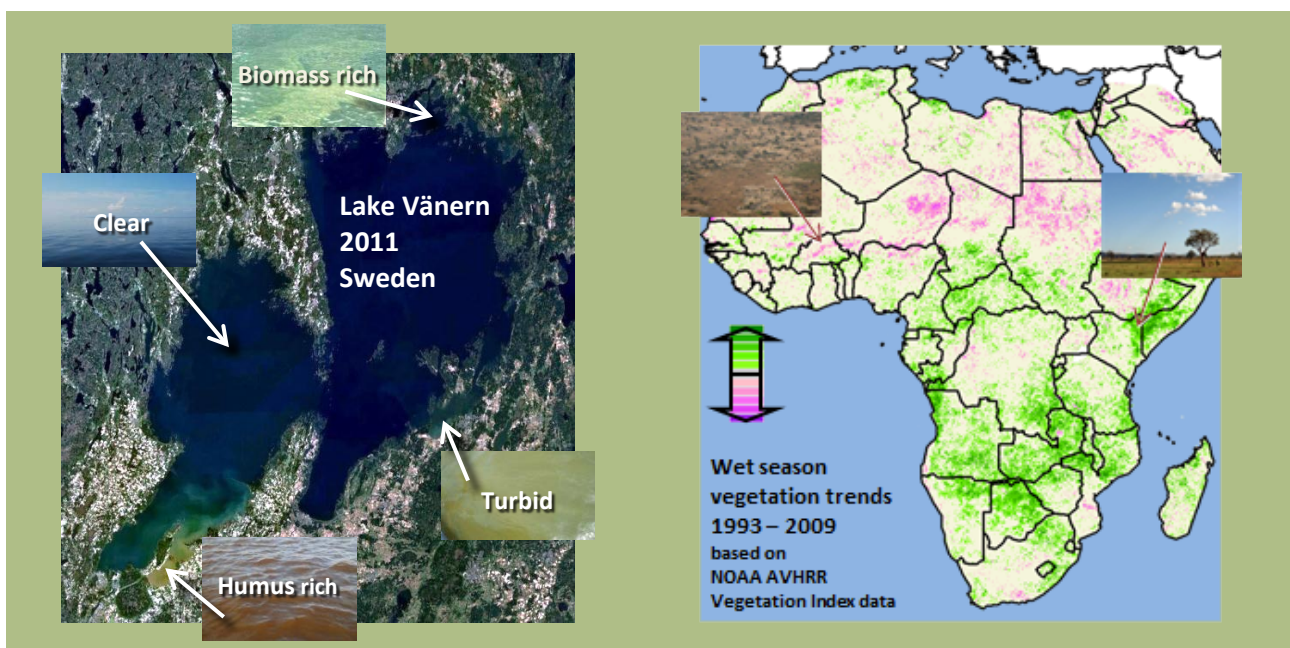 Biomass rich
Clear
Lake Vänern
2011
Sweden
Turbid
Humus rich
Wet season
vegetation trends
1993 – 2009
based on
NOAA AVHRR
Vegetation Index data